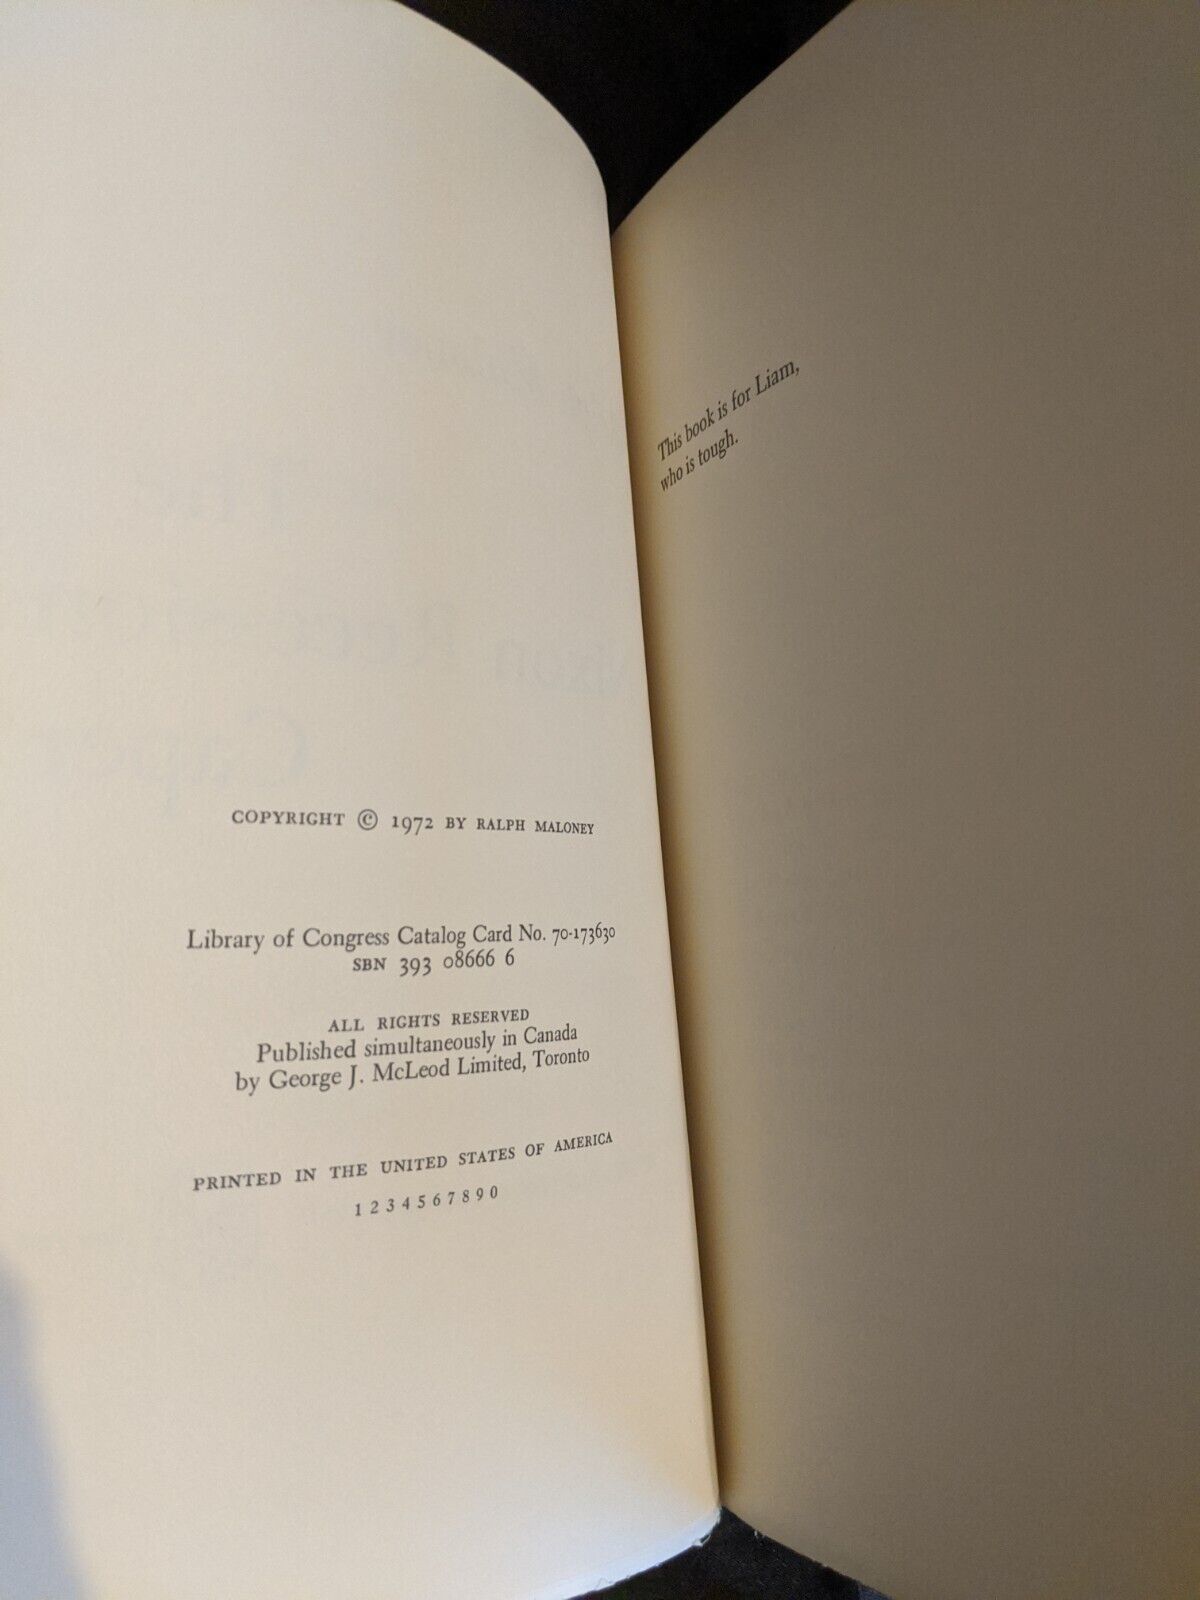 COPYRIGHT © 1972 BY RALPH MALONEY
Library of Congress Catalog Card No. 70-173630
SBN 393 08666 6
ALL RIGHTS RESERVED
Published simultaneously in Canada
by George J. McLeod Limited, Toronto
PRINTED IN THE UNITED STATES OF AMERICA
1 2 3 4 5 6 7 8 9 0
This book is for Liam,
who is tough.